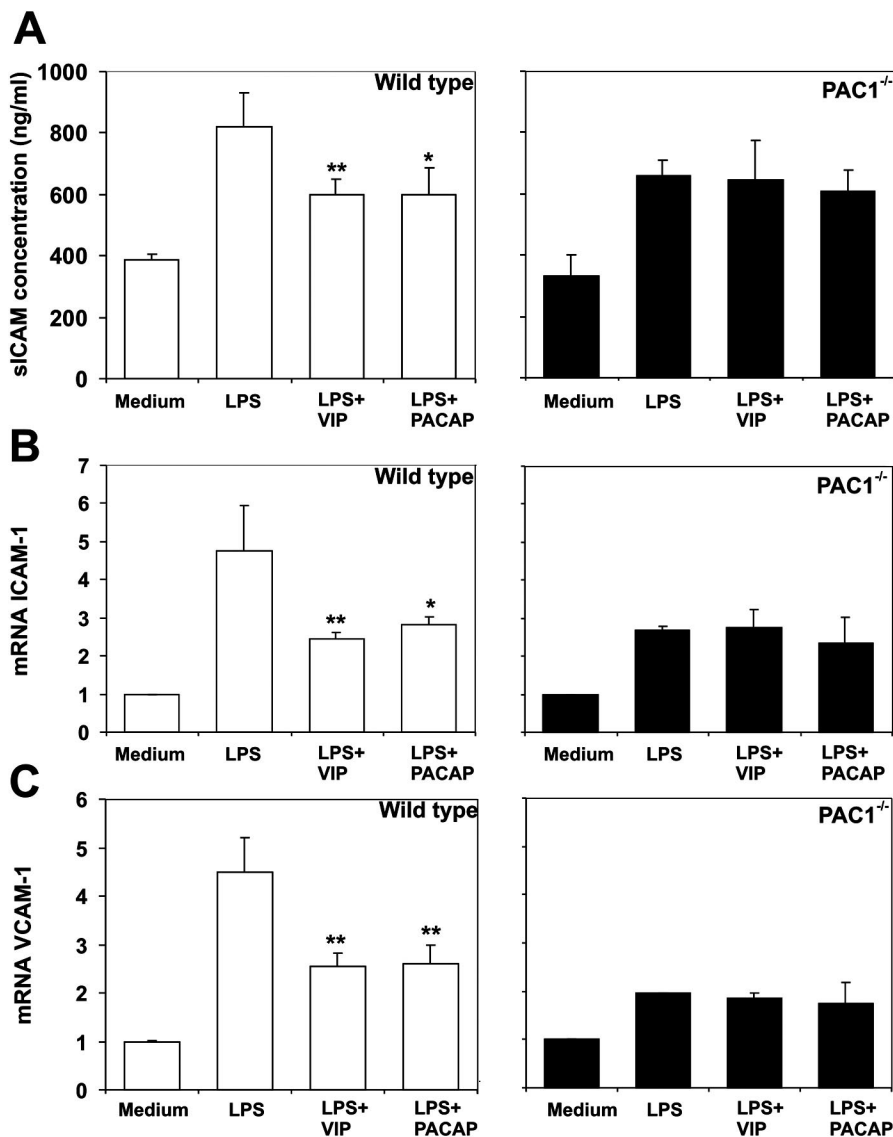 A
sICAM concentration (ng/ml)
1000
800
600
400
200
0
Wild type
**
*
Medium
LPS
LPS+
VIP
LPS+
PACAP
PAC1-/-
Medium
LPS
LPS+
VIP
LPS+
PACAP
B
mRNA ICAM-1
7
6
5
4
3
2
1
0
Wild type
**
*
Medium
LPS
LPS+
VIP
LPS+
PACAP
PAC1-/-
Medium
LPS
LPS+
VIP
LPS+
PACAP
C
mRNA VCAM-1
6
5
4
3
2
1
0
Wild type
**
**
Medium
LPS
LPS+
VIP
LPS+
PACAP
PAC1-/-
Medium
LPS
LPS+
VIP
LPS+
PACAP